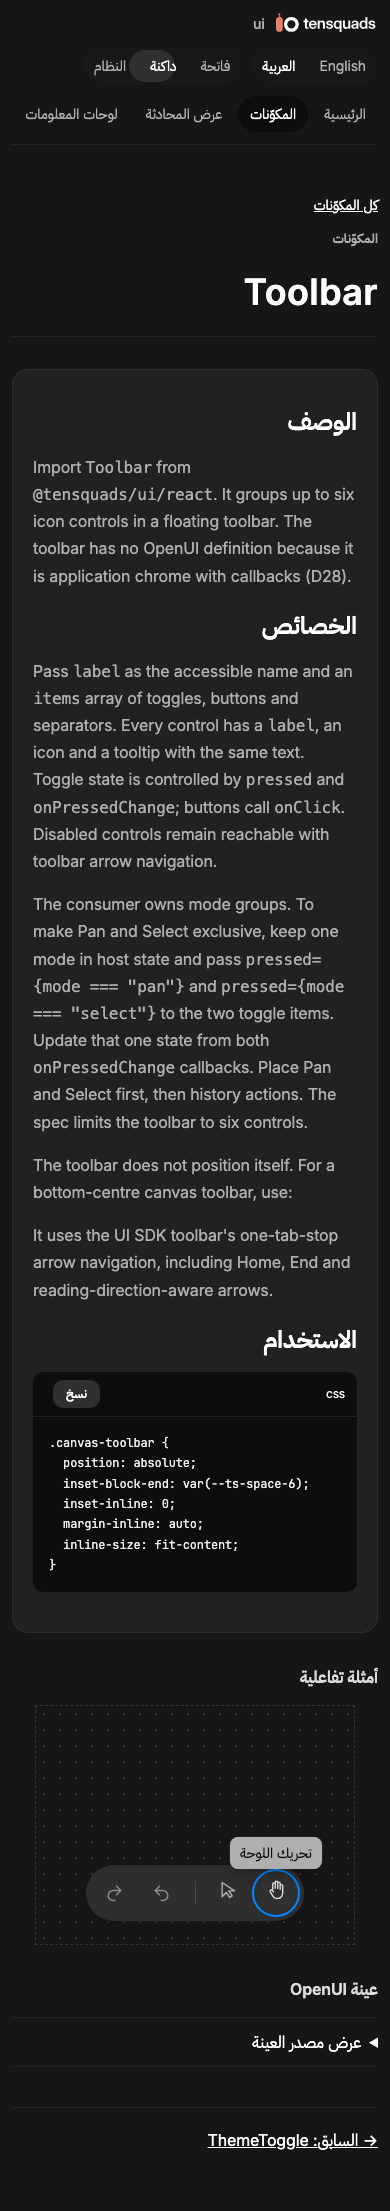 tensquads ui
English العربية فاتحة داكنة النظام
الرئيسية المكوّنات عرض المحادثة لوحات المعلومات
كل المكوّنات
المكوّنات
Toolbar
الوصف
Import Toolbar from
@tensquads/ui/react. It groups up to six
icon controls in a floating toolbar. The
toolbar has no OpenUI definition because it
is application chrome with callbacks (D28).
الخصائص
Pass label as the accessible name and an
items array of toggles, buttons and
separators. Every control has a label, an
icon and a tooltip with the same text.
Toggle state is controlled by pressed and
onPressedChange; buttons call onClick.
Disabled controls remain reachable with
toolbar arrow navigation.
The consumer owns mode groups. To
make Pan and Select exclusive, keep one
mode in host state and pass pressed=
{mode === "pan"} and pressed={mode
=== "select"} to the two toggle items.
Update that one state from both
onPressedChange callbacks. Place Pan
and Select first, then history actions. The
spec limits the toolbar to six controls.
The toolbar does not position itself. For a
bottom-centre canvas toolbar, use:
It uses the UI SDK toolbar's one-tab-stop
arrow navigation, including Home, End and
reading-direction-aware arrows.
الاستخدام
css نسخ
.canvas-toolbar {
  position: absolute;
  inset-block-end: var(--ts-space-6);
  inset-inline: 0;
  margin-inline: auto;
  inline-size: fit-content;
}
أمثلة تفاعلية
تحريك اللوحة
عينة OpenUI
عرض مصدر العينة
→ السابق: ThemeToggle